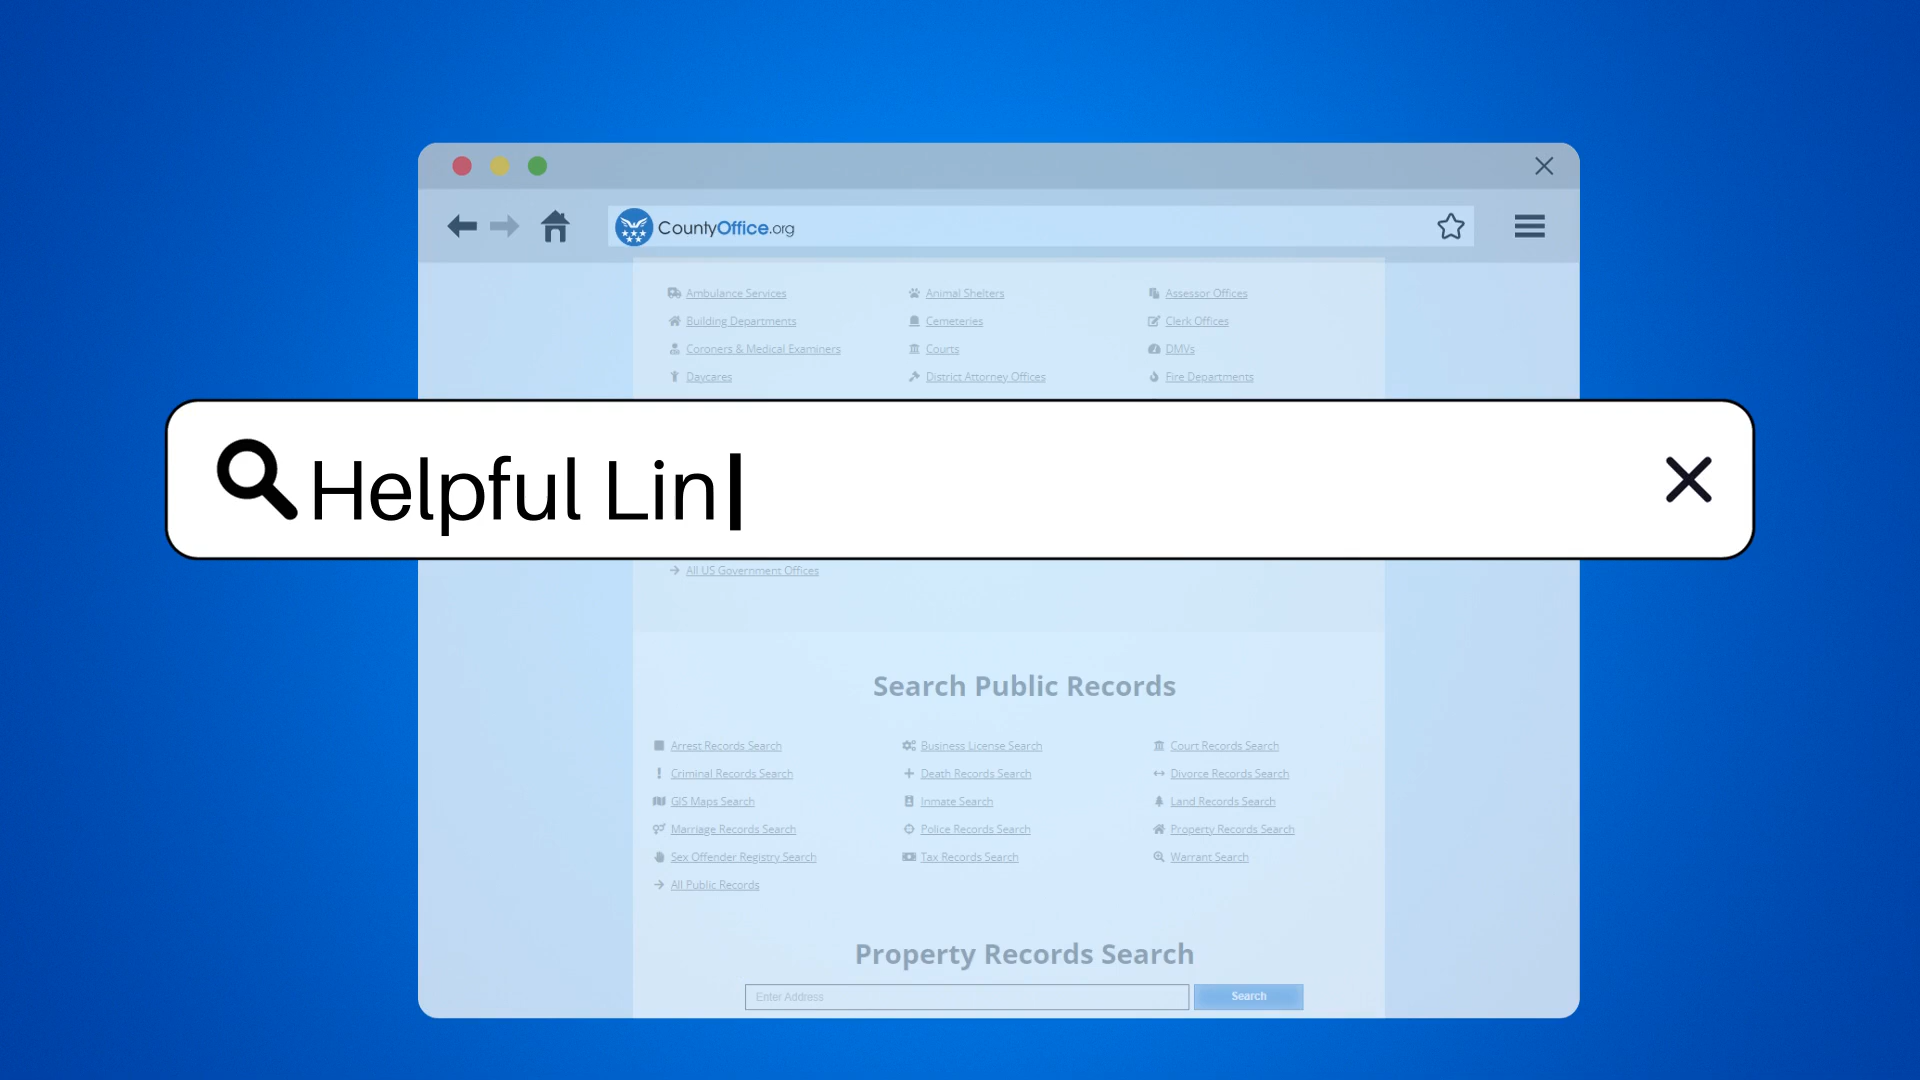 CountyOffice.org
Ambulance Services Animal Shelters Assessor Offices
Building Departments Cemeteries Clerk Offices
Coroners & Medical Examiners Courts DMVs
Daycares District Attorney Offices Fire Departments
Helpful Lin
All US Government Offices
Search Public Records
Arrest Records Search Business License Search Court Records Search
Criminal Records Search Death Records Search Divorce Records Search
GIS Maps Search Inmate Search Land Records Search
Marriage Records Search Police Records Search Property Records Search
Sex Offender Registry Search Tax Records Search Warrant Search
All Public Records
Property Records Search
Enter Address Search